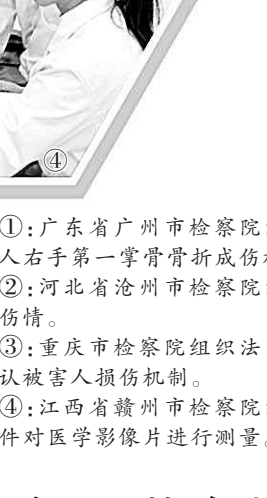 ④
①:广东省广州市检察院
人右手第一掌骨骨折成伤
②:河北省沧州市检察院
伤情。
③:重庆市检察院组织法
认被害人损伤机制。
④:江西省赣州市检察院
件对医学影像片进行测量。